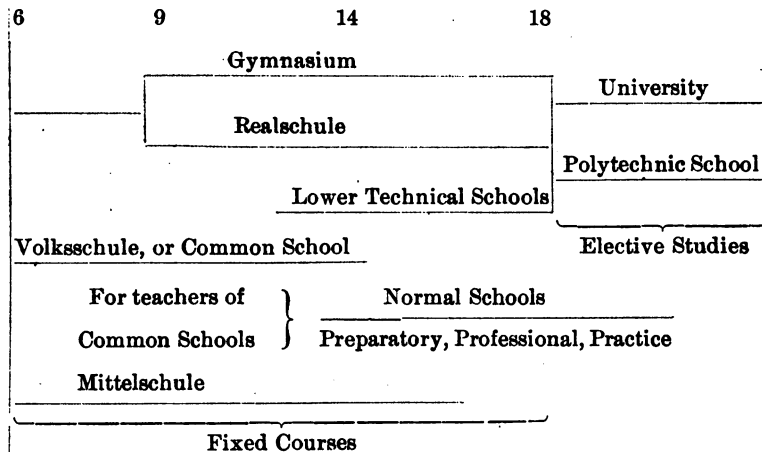 6 9 14 18
Gymnasium
University
Realschule
Polytechnic School
Lower Technical Schools
Volksschule, or Common School
Elective Studies
For teachers of
Normal Schools
Common Schools
Preparatory, Professional, Practice
Mittelschule
Fixed Courses